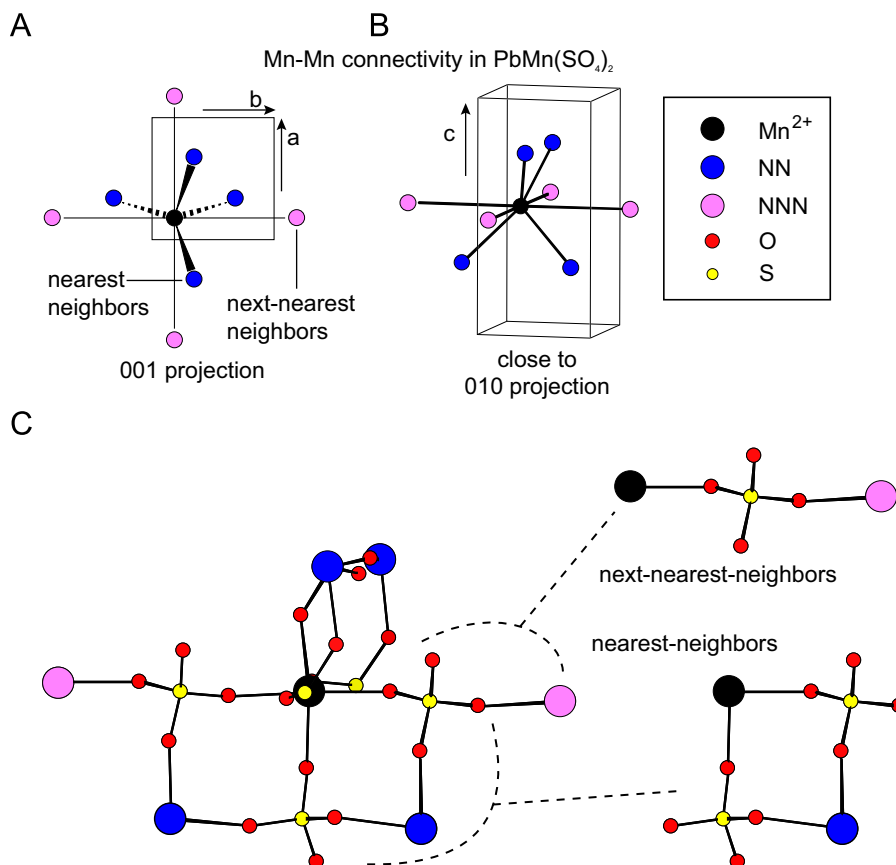 A
B
Mn-Mn connectivity in PbMn(SO₄)₂
b
a
c
nearest
neighbors
next-nearest
neighbors
001 projection
close to
010 projection
Mn²⁺
NN
NNN
O
S
C
next-nearest-neighbors
nearest-neighbors